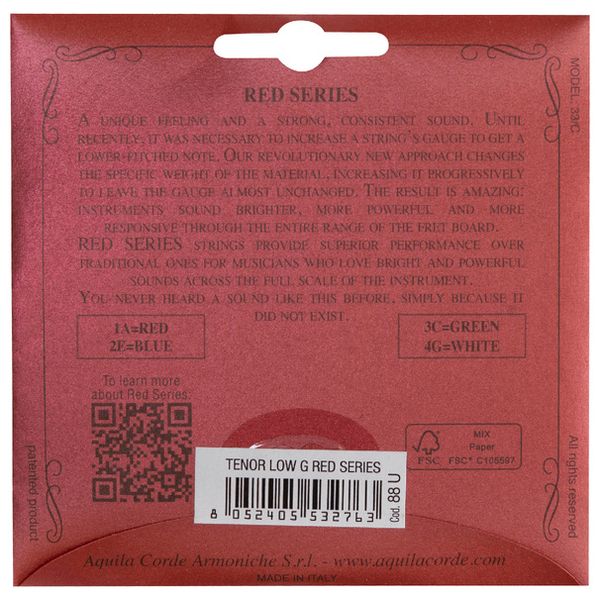 RED SERIES
A UNIQUE FEELING AND A STRONG, CONSISTENT SOUND. UNTIL
RECENTLY, IT WAS NECESSARY TO INCREASE A STRING'S GAUGE TO GET A
LOWER-PITCHED NOTE. OUR REVOLUTIONARY NEW APPROACH CHANGES
THE SPECIFIC WEIGHT OF THE MATERIAL, INCREASING IT PROGRESSIVELY
TO LEAVE THE GAUGE ALMOST UNCHANGED. THE RESULT IS AMAZING:
INSTRUMENTS SOUND BRIGHTER, MORE POWERFUL AND MORE
RESPONSIVE THROUGH THE ENTIRE RANGE OF THE FRET BOARD.
RED SERIES STRINGS PROVIDE SUPERIOR PERFORMANCE OVER
TRADITIONAL ONES FOR MUSICIANS WHO LOVE BRIGHT AND POWERFUL
SOUNDS ACROSS THE FULL SCALE OF THE INSTRUMENT.
YOU NEVER HEARD A SOUND LIKE THIS BEFORE, SIMPLY BECAUSE IT
DID NOT EXIST.
MODEL. 33/C
1A=RED
2E=BLUE
3C=GREEN
4G=WHITE
To learn more
about Red Series:
MIX
Paper
FSC
FSC® C105597
TENOR LOW G RED SERIES
8 052405 532763
Cod. 88 U
patented product
All rights reserved
Aquila Corde Armoniche S.r.l. - www.aquilacorde.com
MADE IN ITALY